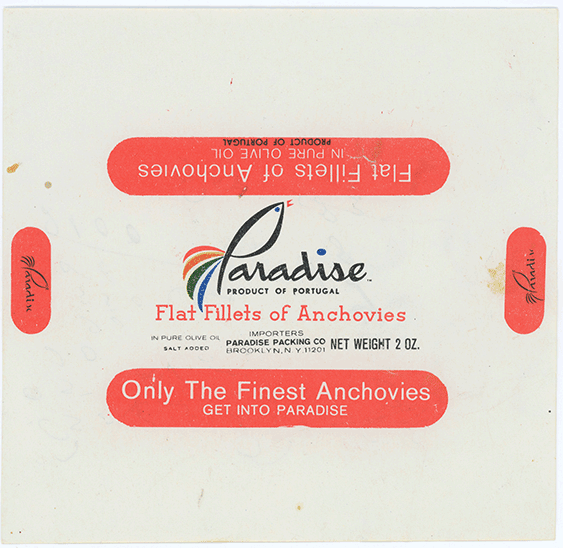 Flat Fillets of Anchovies
IN PURE OLIVE OIL
PRODUCT OF PORTUGAL
Paradise
Paradise™
PRODUCT OF PORTUGAL
Flat Fillets of Anchovies
IN PURE OLIVE OIL
SALT ADDED
IMPORTERS
PARADISE PACKING CO
BROOKLYN, N.Y. 11201
NET WEIGHT 2 OZ.
Paradise
Only The Finest Anchovies
GET INTO PARADISE